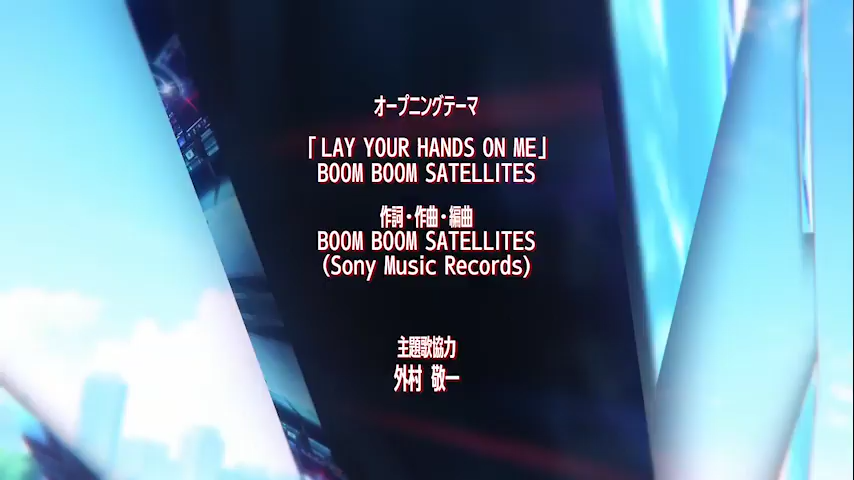 オープニングテーマ
「LAY YOUR HANDS ON ME」
BOOM BOOM SATELLITES
作詞・作曲・編曲
BOOM BOOM SATELLITES
(Sony Music Records)
主題歌協力
外村 敬一